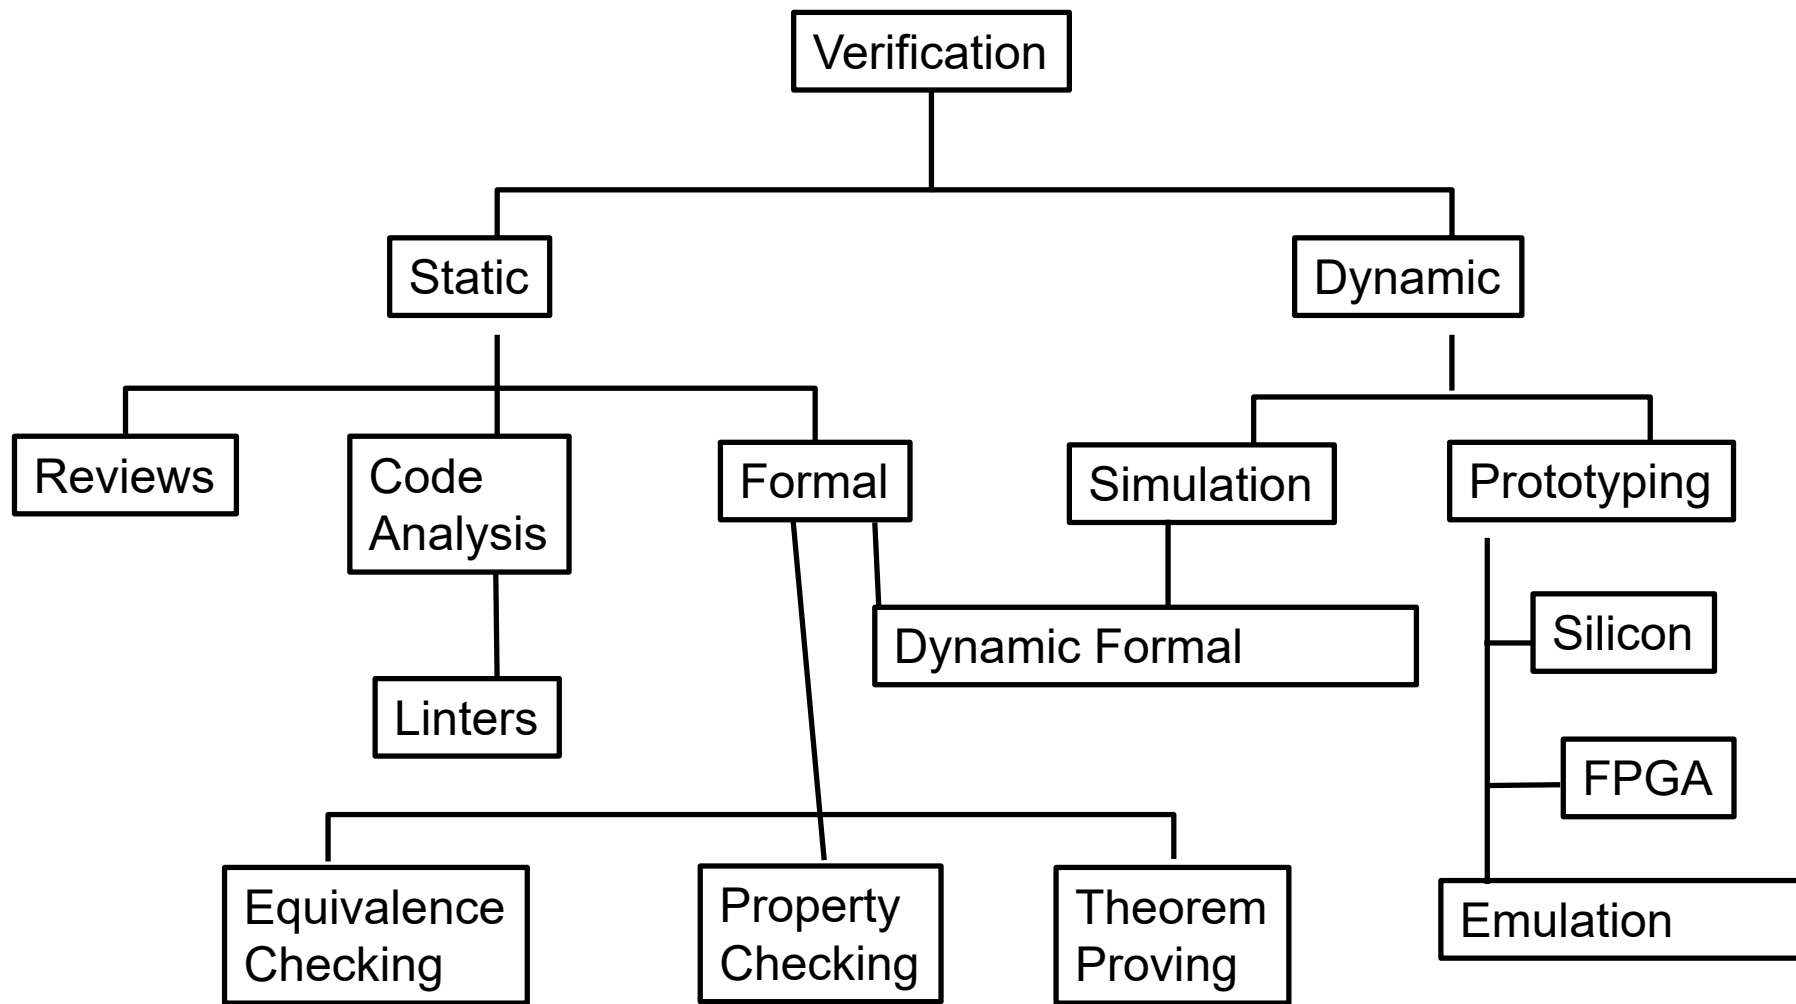 Verification
Static
Dynamic
Reviews
Code
Analysis
Formal
Simulation
Prototyping
Dynamic Formal
Silicon
Linters
FPGA
Equivalence
Checking
Property
Checking
Theorem
Proving
Emulation